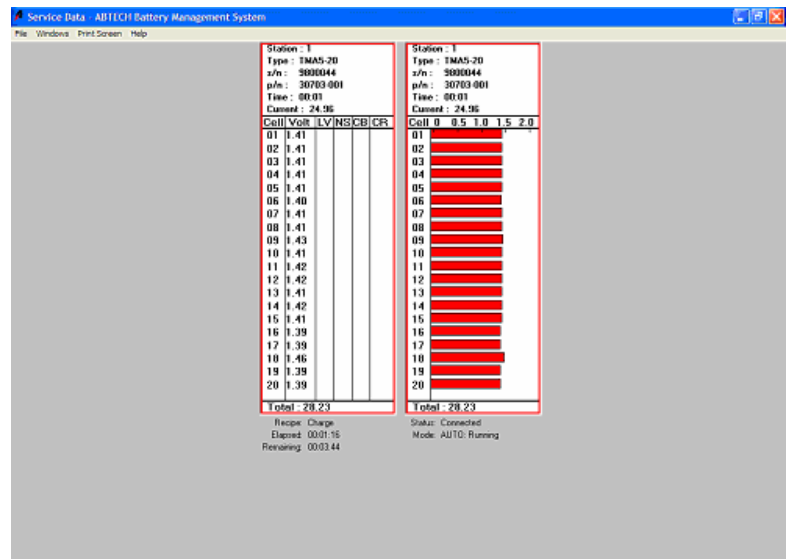 Service Data - ABTECH Battery Management System
File Windows Print Screen Help
Station : 1
Type : TMA5-20
s/n : 9800044
p/n : 30703-001
Time : 00:01
Current : 24.96
Cell Volt LV NS CB CR
01 1.41
02 1.41
03 1.41
04 1.41
05 1.41
06 1.40
07 1.41
08 1.41
09 1.43
10 1.41
11 1.42
12 1.42
13 1.41
14 1.42
15 1.41
16 1.39
17 1.39
18 1.46
19 1.39
20 1.39
Total : 28.23
Recipe: Charge
Elapsed: 00:01:16
Remaining: 00:03:44
Station : 1
Type : TMA5-20
s/n : 9800044
p/n : 30703-001
Time : 00:01
Current : 24.96
Cell 0 0.5 1.0 1.5 2.0
01
02
03
04
05
06
07
08
09
10
11
12
13
14
15
16
17
18
19
20
Total : 28.23
Status: Connected
Mode: AUTO: Running